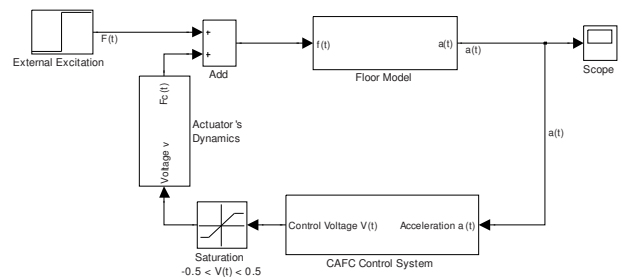 F(t)
External Excitation
+
+
Add
f(t)
a(t)
Floor Model
a(t)
Scope
Fc (t)
Voltage v
Actuator's
Dynamics
a(t)
Control Voltage V(t)
Acceleration a (t)
CAFC Control System
Saturation
-0.5 < V(t) < 0.5